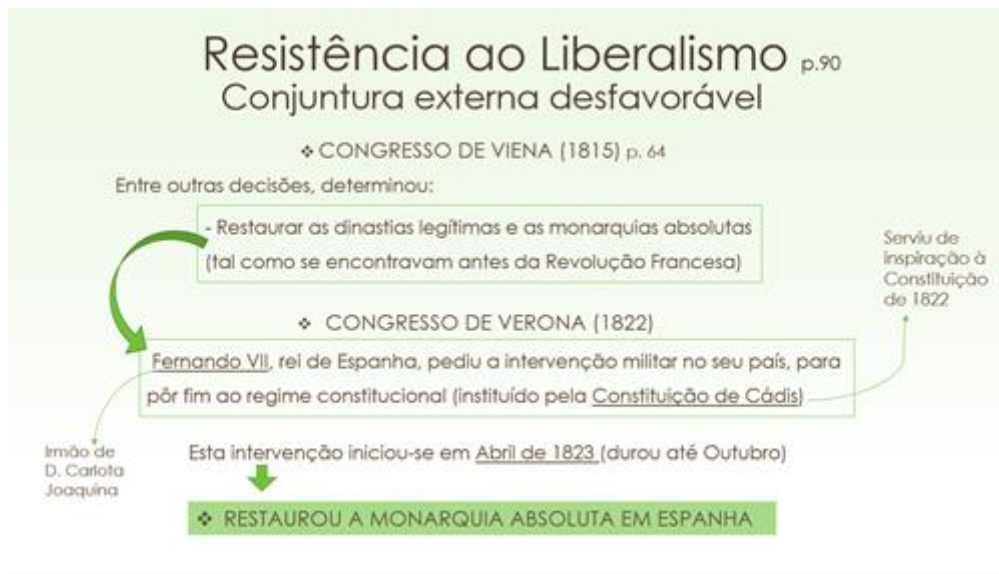 Resistência ao Liberalismo p.90
Conjuntura externa desfavorável
❖ CONGRESSO DE VIENA (1815) p. 64
Entre outras decisões, determinou:
- Restaurar as dinastias legítimas e as monarquias absolutas
(tal como se encontravam antes da Revolução Francesa)
Serviu de
inspiração à
Constituição
de 1822
❖ CONGRESSO DE VERONA (1822)
Fernando VII, rei de Espanha, pediu a intervenção militar no seu país, para
pôr fim ao regime constitucional (instituído pela Constituição de Cádis)
Irmão de
D. Carlota
Joaquina
Esta intervenção iniciou-se em Abril de 1823 (durou até Outubro)
❖ RESTAUROU A MONARQUIA ABSOLUTA EM ESPANHA